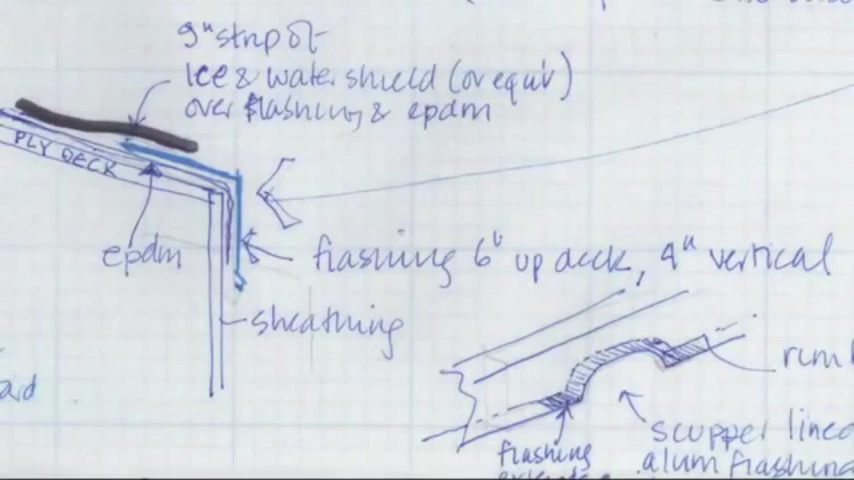 9" strip of
Ice & water shield (or equiv)
over flashing & epdm
PLY DECK
epdm
flashing 6" up deck, 4" vertical
sheathing
scupper lined
alum flashing
flashing